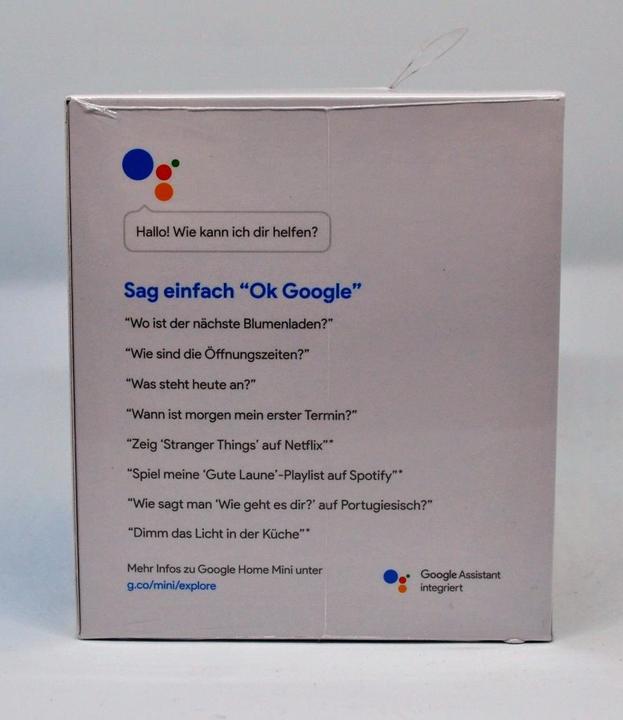 Hallo! Wie kann ich dir helfen?
Sag einfach “Ok Google”
“Wo ist der nächste Blumenladen?”
“Wie sind die Öffnungszeiten?”
“Was steht heute an?”
“Wann ist morgen mein erster Termin?”
“Zeig ‘Stranger Things’ auf Netflix”*
“Spiel meine ‘Gute Laune’-Playlist auf Spotify”*
“Wie sagt man ‘Wie geht es dir?’ auf Portugiesisch?”
“Dimm das Licht in der Küche”*
Mehr Infos zu Google Home Mini unter
g.co/mini/explore
Google Assistant
integriert